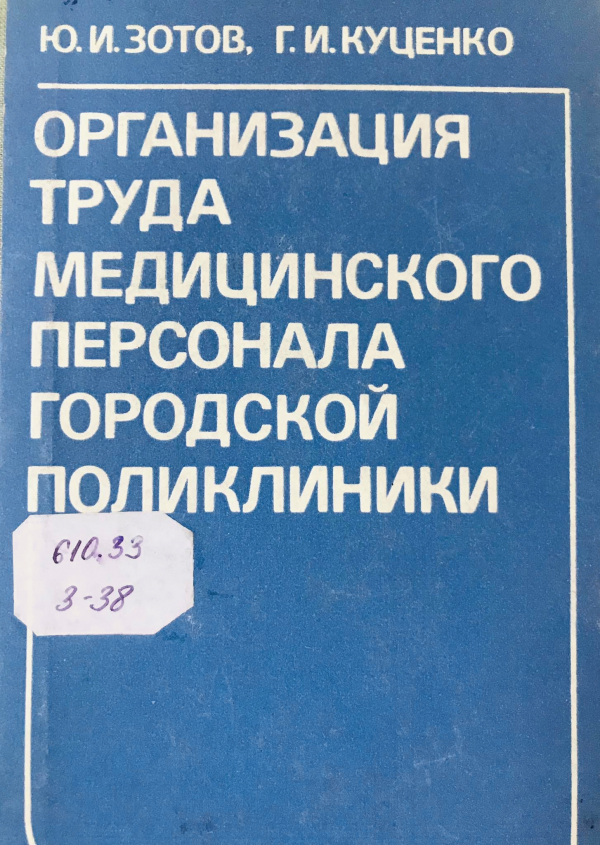 Ю. И. ЗОТОВ, Г. И. КУЦЕНКО
ОРГАНИЗАЦИЯ
ТРУДА
МЕДИЦИНСКОГО
ПЕРСОНАЛА
ГОРОДСКОЙ
ПОЛИКЛИНИКИ
610.33
З-38